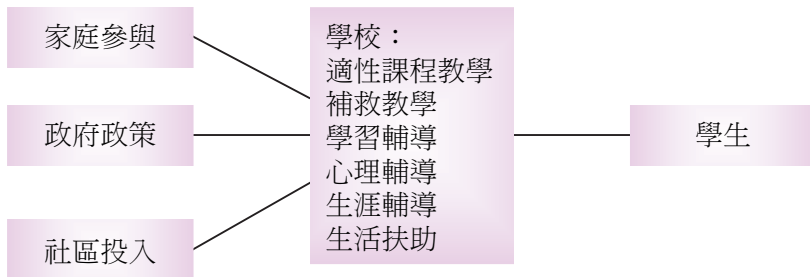 家庭參與
政府政策
社區投入
學校：
適性課程教學
補救教學
學習輔導
心理輔導
生涯輔導
生活扶助
學生